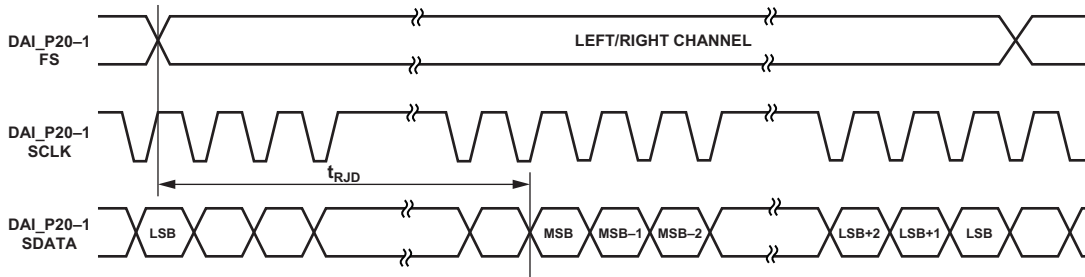 DAI_P20–1
FS
LEFT/RIGHT CHANNEL
DAI_P20–1
SCLK
tRJD
DAI_P20–1
SDATA
LSB
MSB
MSB–1
MSB–2
LSB+2
LSB+1
LSB